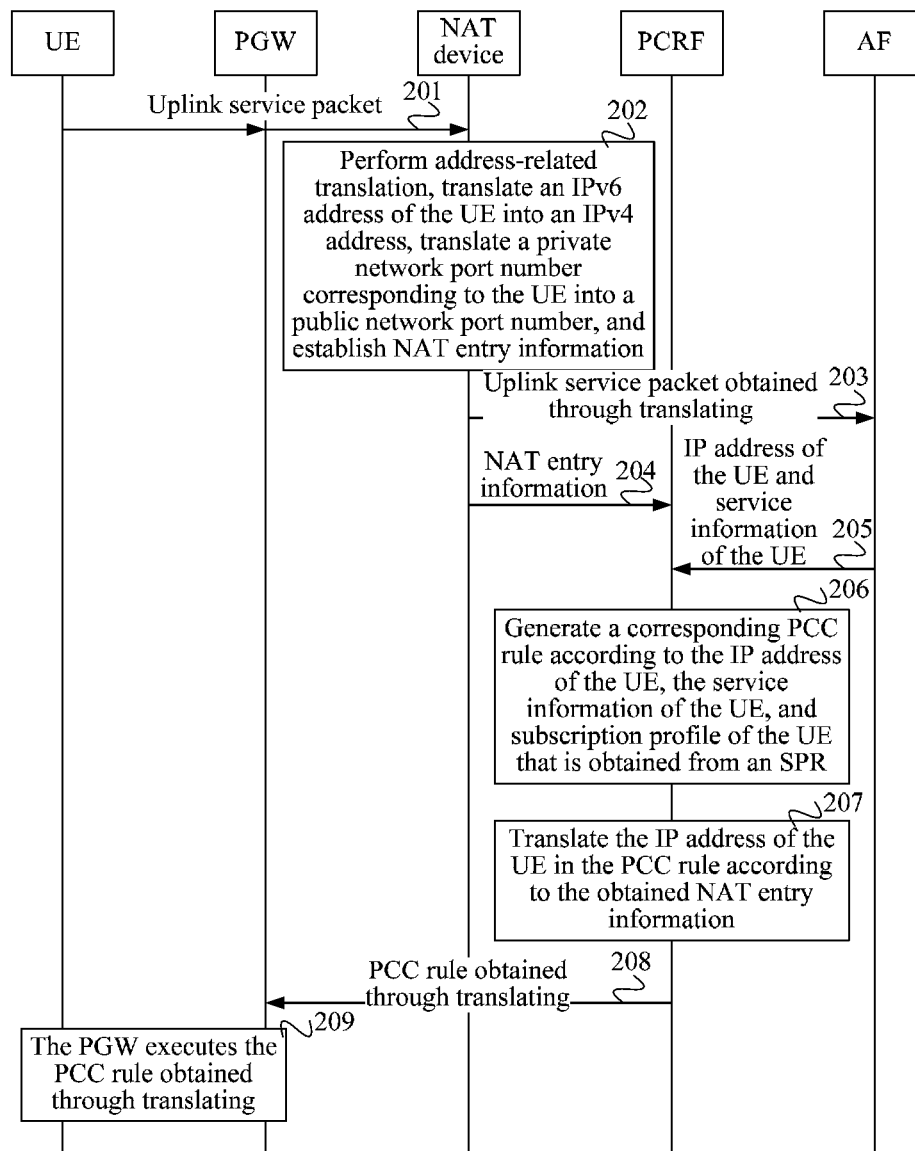 UE
PGW
NAT
device
PCRF
AF
Uplink service packet
201
202
Perform address-related
translation, translate an IPv6
address of the UE into an IPv4
address, translate a private
network port number
corresponding to the UE into a
public network port number, and
establish NAT entry information
Uplink service packet obtained
through translating
203
NAT entry
information
204
IP address of
the UE and
service
information
of the UE
205
206
Generate a corresponding PCC
rule according to the IP address
of the UE, the service
information of the UE, and
subscription profile of the UE
that is obtained from an SPR
207
Translate the IP address of the
UE in the PCC rule according
to the obtained NAT entry
information
PCC rule obtained
through translating
208
209
The PGW executes the
PCC rule obtained
through translating